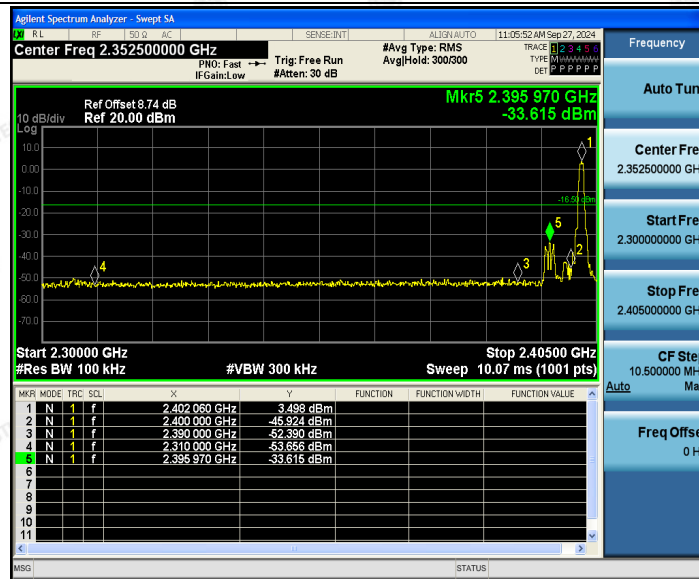 Agilent Spectrum Analyzer - Swept SA
LXI RL RF 50 Ω AC SENSE:INT ALIGN AUTO 11:05:52 AM Sep 27, 2024
Center Freq 2.352500000 GHz #Avg Type: RMS TRACE 1 2 3 4 5 6
PNO: Fast Trig: Free Run Avg|Hold: 300/300 TYPE M W W W W W
IFGain:Low #Atten: 30 dB DET P P P P P P
Ref Offset 8.74 dB Mkr5 2.395 970 GHz
10 dB/div Ref 20.00 dBm -33.615 dBm
Log
10.0
0.00
-10.0
-20.0
-30.0
-40.0
-50.0
-60.0
-70.0
-16.50 dBm
1
5
2
3
4
Start 2.30000 GHz Stop 2.40500 GHz
#Res BW 100 kHz #VBW 300 kHz Sweep 10.07 ms (1001 pts)
MKR MODE TRC SCL X Y FUNCTION FUNCTION WIDTH FUNCTION VALUE
1 N 1 f 2.402 060 GHz 3.498 dBm
2 N 1 f 2.400 000 GHz -45.924 dBm
3 N 1 f 2.390 000 GHz -52.390 dBm
4 N 1 f 2.310 000 GHz -53.656 dBm
5 N 1 f 2.395 970 GHz -33.615 dBm
6
7
8
9
10
11
MSG STATUS
Frequency
Auto Tun
Center Fre
2.352500000 GH
Start Fre
2.300000000 GH
Stop Fre
2.405000000 GH
CF Ste
10.500000 MH
Auto Ma
Freq Offse
0 H